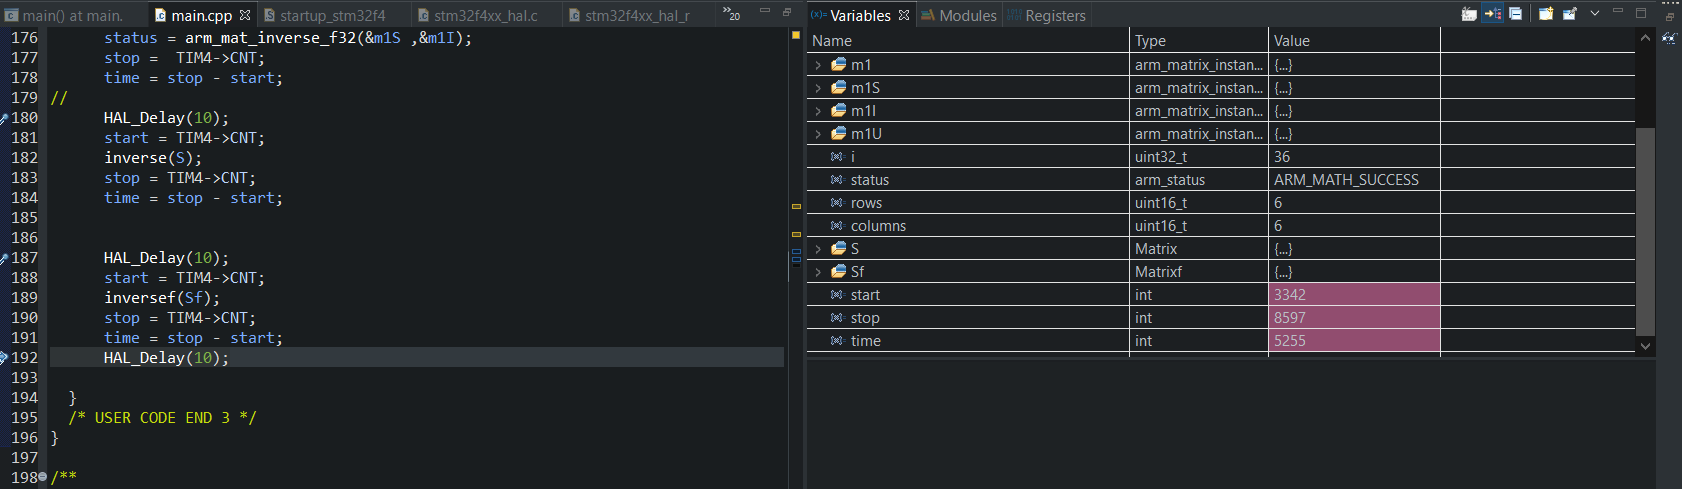 main() at main. main.cpp startup_stm32f4 stm32f4xx_hal.c stm32f4xx_hal_r 20
176 status = arm_mat_inverse_f32(&m1S ,&m1I);
177 stop =  TIM4->CNT;
178 time = stop - start;
179 //
180 HAL_Delay(10);
181 start = TIM4->CNT;
182 inverse(S);
183 stop = TIM4->CNT;
184 time = stop - start;
185
186
187 HAL_Delay(10);
188 start = TIM4->CNT;
189 inversef(Sf);
190 stop = TIM4->CNT;
191 time = stop - start;
192 HAL_Delay(10);
193
194 }
195 /* USER CODE END 3 */
196 }
197
198 /**
(x)= Variables Modules 1010 0101 Registers
Name Type Value
m1 arm_matrix_instan... {...}
m1S arm_matrix_instan... {...}
m1I arm_matrix_instan... {...}
m1U arm_matrix_instan... {...}
(x)= i uint32_t 36
(x)= status arm_status ARM_MATH_SUCCESS
(x)= rows uint16_t 6
(x)= columns uint16_t 6
S Matrix {...}
Sf Matrixf {...}
(x)= start int 3342
(x)= stop int 8597
(x)= time int 5255